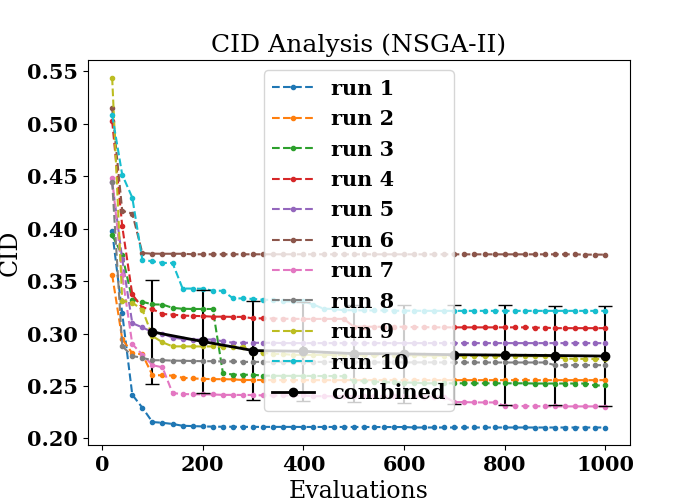 CID Analysis (NSGA-II)
0.55
0.50
0.45
0.40
0.35
0.30
0.25
0.20
CID
run 1
run 2
run 3
run 4
run 5
run 6
run 7
run 8
run 9
run 10
combined
0 200 400 600 800 1000
Evaluations